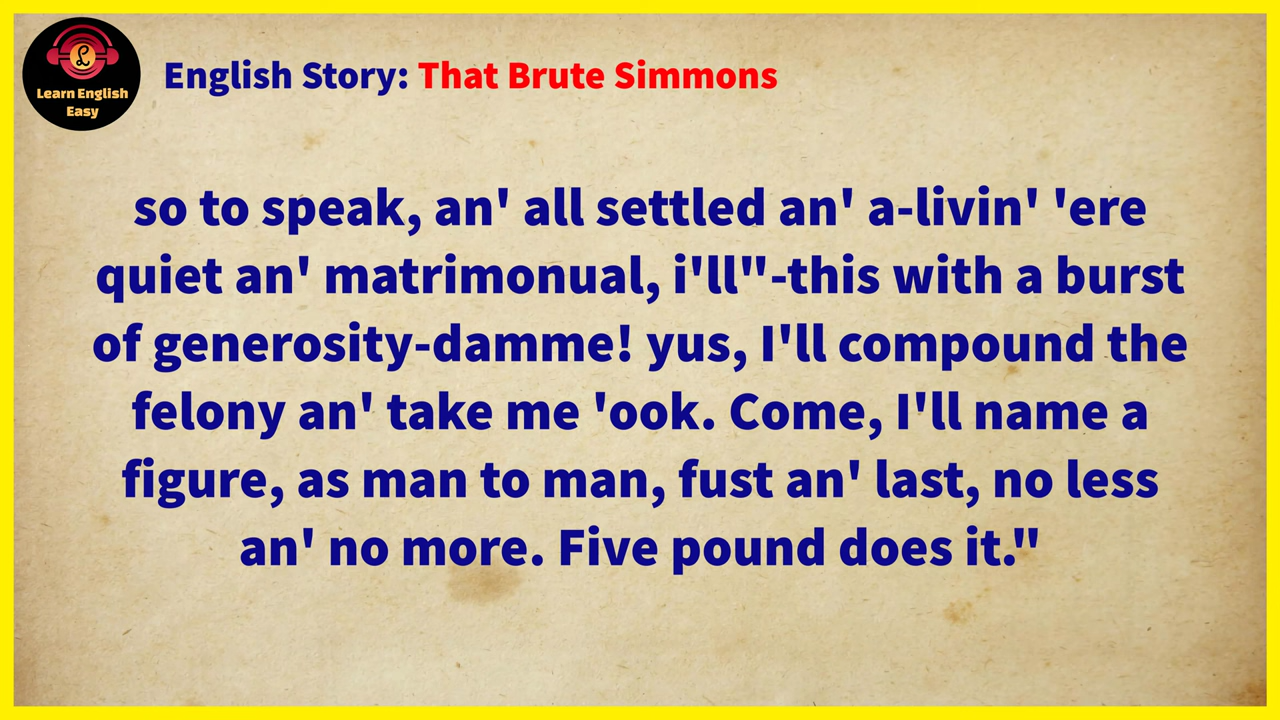 Learn English
Easy
English Story: That Brute Simmons
so to speak, an' all settled an' a-livin' 'ere
quiet an' matrimonual, i'll"-this with a burst
of generosity-damme! yus, I'll compound the
felony an' take me 'ook. Come, I'll name a
figure, as man to man, fust an' last, no less
an' no more. Five pound does it."